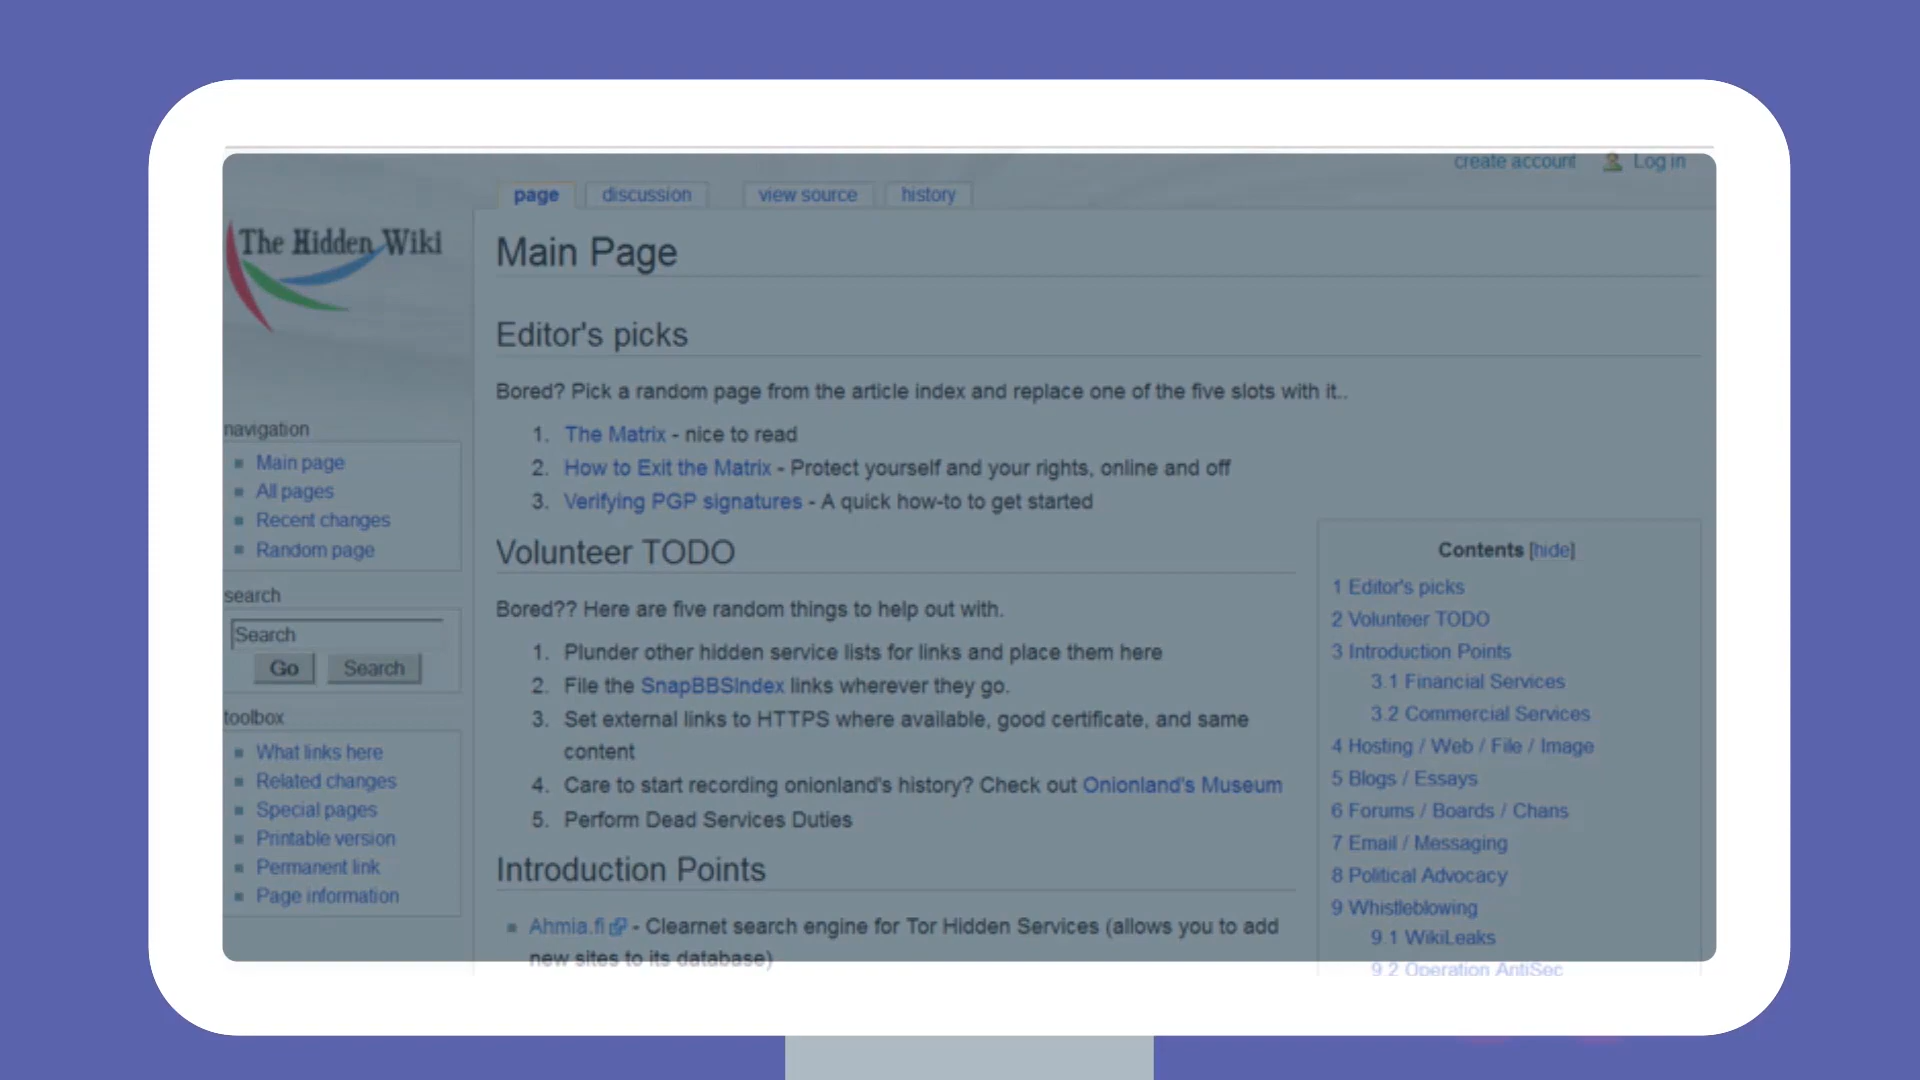 create account Log in
page discussion view source history
The Hidden Wiki
Main Page
Editor's picks
Bored? Pick a random page from the article index and replace one of the five slots with it..
1. The Matrix - nice to read
2. How to Exit the Matrix - Protect yourself and your rights, online and off
3. Verifying PGP signatures - A quick how-to to get started
navigation
Main page
All pages
Recent changes
Random page
search
Search
Go Search
toolbox
What links here
Related changes
Special pages
Printable version
Permanent link
Page information
Volunteer TODO
Bored?? Here are five random things to help out with.
1. Plunder other hidden service lists for links and place them here
2. File the SnapBBSIndex links wherever they go.
3. Set external links to HTTPS where available, good certificate, and same
content
4. Care to start recording onionland's history? Check out Onionland's Museum
5. Perform Dead Services Duties
Introduction Points
Ahmia.fi - Clearnet search engine for Tor Hidden Services (allows you to add
new sites to its database)
Contents [hide]
1 Editor's picks
2 Volunteer TODO
3 Introduction Points
3.1 Financial Services
3.2 Commercial Services
4 Hosting / Web / File / Image
5 Blogs / Essays
6 Forums / Boards / Chans
7 Email / Messaging
8 Political Advocacy
9 Whistleblowing
9.1 WikiLeaks
9.2 Operation AntiSec